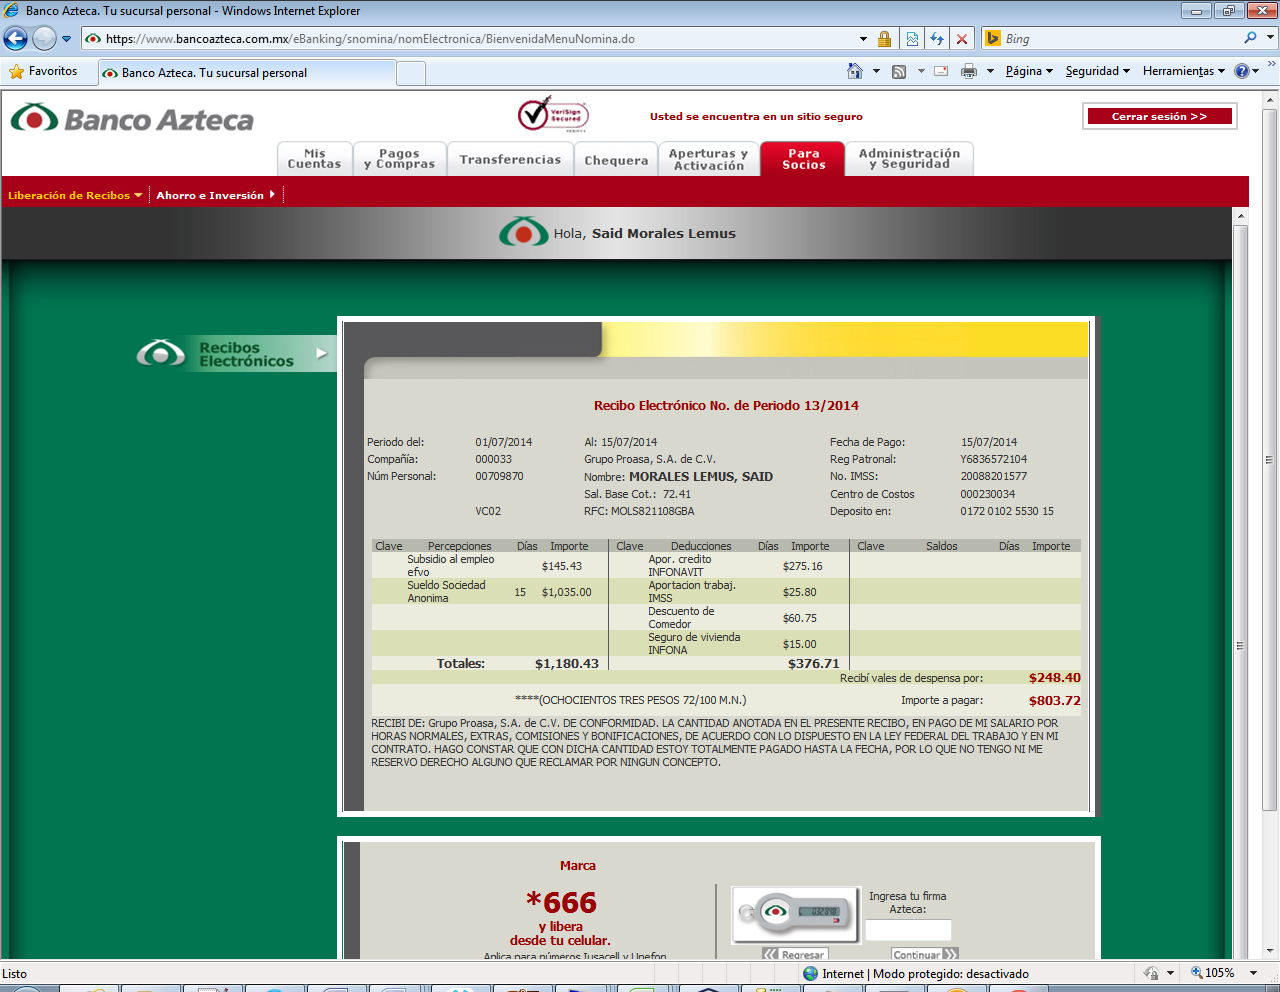 Banco Azteca. Tu sucursal personal - Windows Internet Explorer
https://www.bancoazteca.com.mx/eBanking/snomina/nomElectronica/BienvenidaMenuNomina.do
Bing
Favoritos
Banco Azteca. Tu sucursal personal
Página
Seguridad
Herramientas
Banco Azteca
VeriSign
Secured
Usted se encuentra en un sitio seguro
Cerrar sesión >>
Mis Cuentas
Pagos y Compras
Transferencias
Chequera
Aperturas y Activación
Para Socios
Administración y Seguridad
Liberación de Recibos
Ahorro e Inversión
Hola, Said Morales Lemus
Recibos
Electrónicos
Recibo Electrónico No. de Periodo 13/2014
Periodo del: 01/07/2014 Al: 15/07/2014 Fecha de Pago: 15/07/2014
Compañía: 000033 Grupo Proasa, S.A. de C.V. Reg Patronal: Y6836572104
Núm Personal: 00709870 Nombre: MORALES LEMUS, SAID No. IMSS: 20088201577
Sal. Base Cot.: 72.41 Centro de Costos 000230034
VC02 RFC: MOLS821108GBA Deposito en: 0172 0102 5530 15
Clave Percepciones Días Importe Clave Deducciones Días Importe Clave Saldos Días Importe
Subsidio al empleo efvo $145.43 Apor. credito INFONAVIT $275.16
Sueldo Sociedad Anonima 15 $1,035.00 Aportacion trabaj. IMSS $25.80
Descuento de Comedor $60.75
Seguro de vivienda INFONA $15.00
Totales: $1,180.43 $376.71
Recibí vales de despensa por: $248.40
****(OCHOCIENTOS TRES PESOS 72/100 M.N.) Importe a pagar: $803.72
RECIBI DE: Grupo Proasa, S.A. de C.V. DE CONFORMIDAD. LA CANTIDAD ANOTADA EN EL PRESENTE RECIBO, EN PAGO DE MI SALARIO POR
HORAS NORMALES, EXTRAS, COMISIONES Y BONIFICACIONES, DE ACUERDO CON LO DISPUESTO EN LA LEY FEDERAL DEL TRABAJO Y EN MI
CONTRATO. HAGO CONSTAR QUE CON DICHA CANTIDAD ESTOY TOTALMENTE PAGADO HASTA LA FECHA, POR LO QUE NO TENGO NI ME
RESERVO DERECHO ALGUNO QUE RECLAMAR POR NINGUN CONCEPTO.
Marca
*666
y libera
desde tu celular.
Aplica para números Iusacell y Unefon
Ingresa tu firma
Azteca:
Regresar
Continuar
Listo
Internet | Modo protegido: desactivado
105%